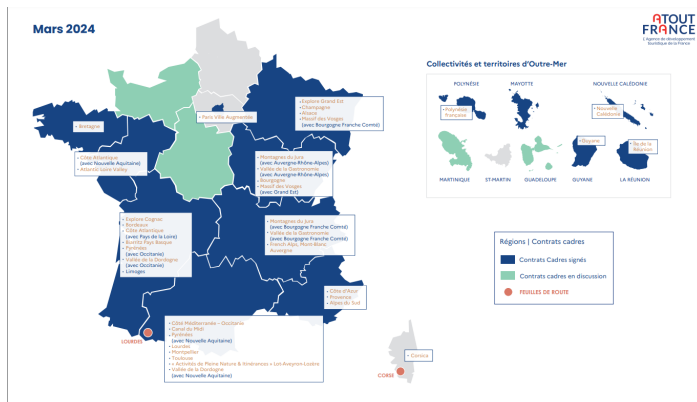 Mars 2024
ATOUT
FRANCE
L'Agence de développement
touristique de la France
Collectivités et territoires d'Outre-Mer
POLYNÉSIE
MAYOTTE
NOUVELLE CALÉDONIE
• Polynésie
Francaise
• Nouvelle
Calédonie
• Guyane
• Île de la
Réunion
MARTINIQUE
ST-MARTIN
GUADELOUPE
GUYANE
LA RÉUNION
• Explore Grand Est
• Champagne
• Alsace
• Massif des Vosges
(avec Bourgogne Franche Comté)
• Paris ville Augmentée
• Bretagne
• Côte Atlantique
(avec Nouvelle Aquitaine)
• Atlantic Loire Valley
• Montagnes du Jura
(avec Auvergne-Rhône-Alpes)
• Vallée de la Gastronomie
(avec Auvergne-Rhône-Alpes)
• Bourgogne
• Massif des Vosges
(avec Grand Est)
• Explore Cognac
• Bordeaux
• Côte Atlantique
(avec Pays de la Loire)
• Biarritz Pays Basque
• Pyrénées
(avec Occitanie)
• Vallée de la Dordogne
(avec Occitanie)
• Limoges
• Montagnes du Jura
(avec Bourgogne Franche Comté)
• Vallée de la Gastronomie
(avec Bourgogne Franche Comté)
• French Alps, Mont-Blanc
Auvergne
Régions | Contrats cadres
Contrats Cadres signés
Contrats cadres en discussion
FEUILLES DE ROUTE
• Côte d'Azur
• Provence
• Alpes du Sud
LOURDES
• Côte Méditerranée – Occitanie
• Canal du Midi
• Pyrénées
(avec Nouvelle Aquitaine)
• Lourdes
• Montpellier
• Toulouse
• « Activités de Pleine Nature & Itinérances » Lot-Aveyron-Lozère
• Vallée de la Dordogne
(avec Nouvelle Aquitaine)
• Corsica
CORSE